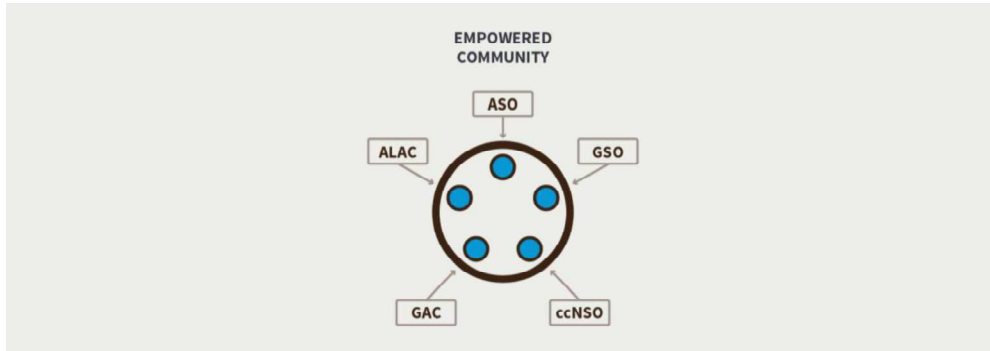 EMPOWERED
COMMUNITY
ASO
ALAC
GSO
GAC
ccNSO